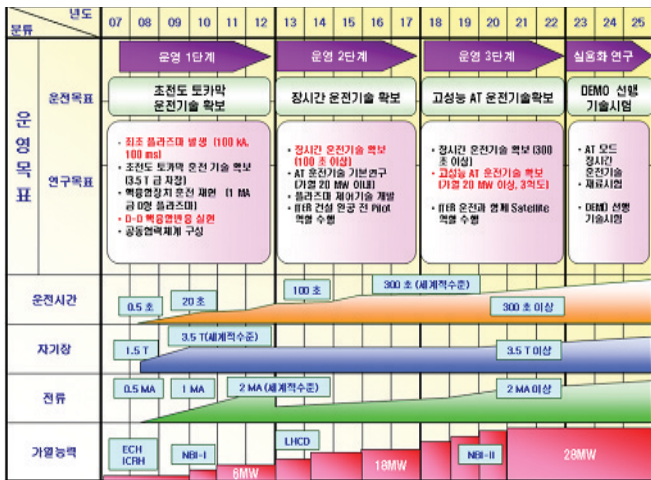 년도
분류
07 08 09 10 11 12 13 14 15 16 17 18 19 20 21 22 23 24 25
운영 1단계
운영 2단계
운영 3단계
실용화 연구
운영목표
운전목표
초전도 토카막
운전기술 확보
장시간 운전기술 확보
고성능 AT 운전기술확보
DEMO 선행
기술시험
연구목표
• 최초 플라즈마 발생 (100 kA,
100 ms)
• 초전도 토카막 운전 기술 확보
(3.5 T 급 자장)
• 핵융합장치 운전 재현 (1 MA
급 D형 플라즈마)
• D-D 핵융합반응 실현
• 공동협력체계 구성
• 장시간 운전기술 확보
(100 초 이상)
• AT 운전기술 기본연구
(가열 20 MW 이내)
• 플라즈마 제어기술 개발
• ITER 건설 완공 전 Pilot
역할 수행
• 장시간 운전기술 확보 (300
초 이상)
• 고성능 AT 운전기술 확보
(가열 20 MW 이상, 3척도)
• ITER 운전과 함께 Satellite
역할 수행
• AT 모드
장시간
운전기술
재료시험
• DEMO 선행
기술시험
운전시간
0.5 초
20 초
100 초
300 초 (세계적수준)
300 초 이상
자기장
1.5 T
3.5 T(세계적수준)
3.5 T 이상
전류
0.5 MA
1 MA
2 MA (세계적수준)
2 MA 이상
가열능력
ECH
ICRH
NBI-I
6MW
LHCD
18MW
NBI-II
28MW